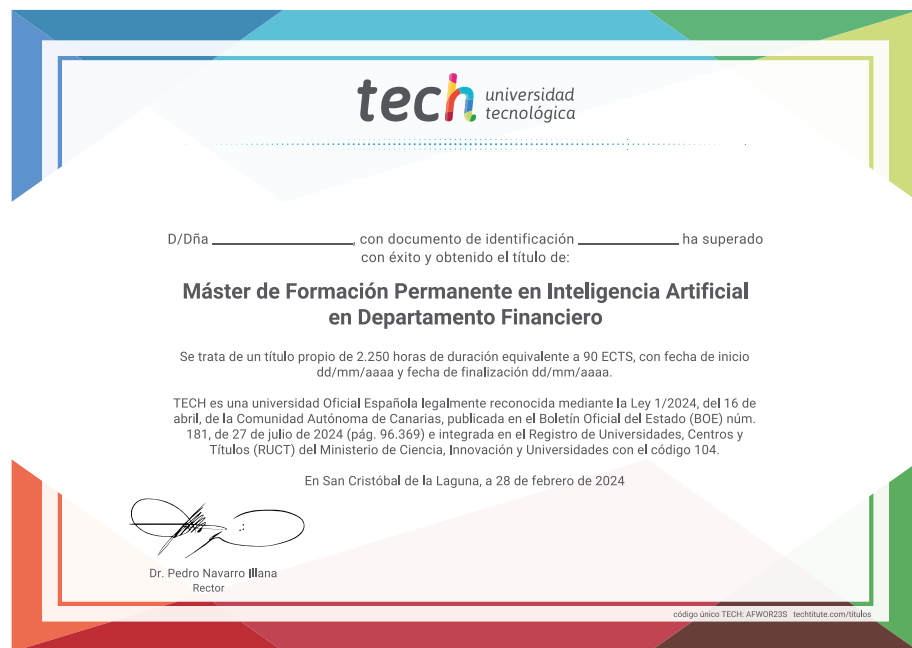 tech universidad
tecnológica
D/Dña ____________________, con documento de identificación __________________ ha superado
con éxito y obtenido el título de:
Máster de Formación Permanente en Inteligencia Artificial
en Departamento Financiero
Se trata de un título propio de 2.250 horas de duración equivalente a 90 ECTS, con fecha de inicio
dd/mm/aaaa y fecha de finalización dd/mm/aaaa.
TECH es una universidad Oficial Española legalmente reconocida mediante la Ley 1/2024, del 16 de
abril, de la Comunidad Autónoma de Canarias, publicada en el Boletín Oficial del Estado (BOE) núm.
181, de 27 de julio de 2024 (pág. 96.369) e integrada en el Registro de Universidades, Centros y
Títulos (RUCT) del Ministerio de Ciencia, Innovación y Universidades con el código 104.
En San Cristóbal de la Laguna, a 28 de febrero de 2024
Dr. Pedro Navarro Illana
Rector
código único TECH: AFWOR23S techtitute.com/titulos